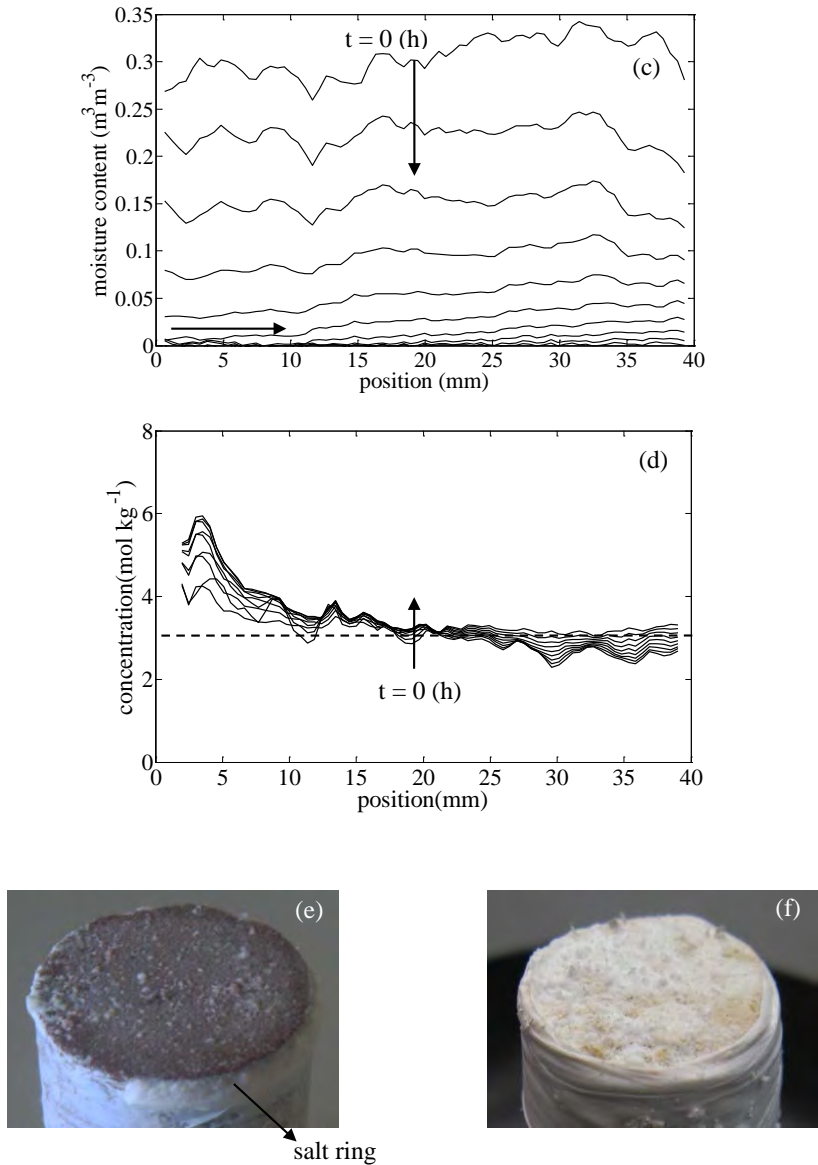 0.35
0.3
0.25
0.2
0.15
0.1
0.05
0
moisture content (m³m⁻³)
t = 0 (h)
(c)
0 5 10 15 20 25 30 35 40
position (mm)
8
6
4
2
0
concentration(mol kg⁻¹)
(d)
t = 0 (h)
0 5 10 15 20 25 30 35 40
position(mm)
(e)
(f)
salt ring